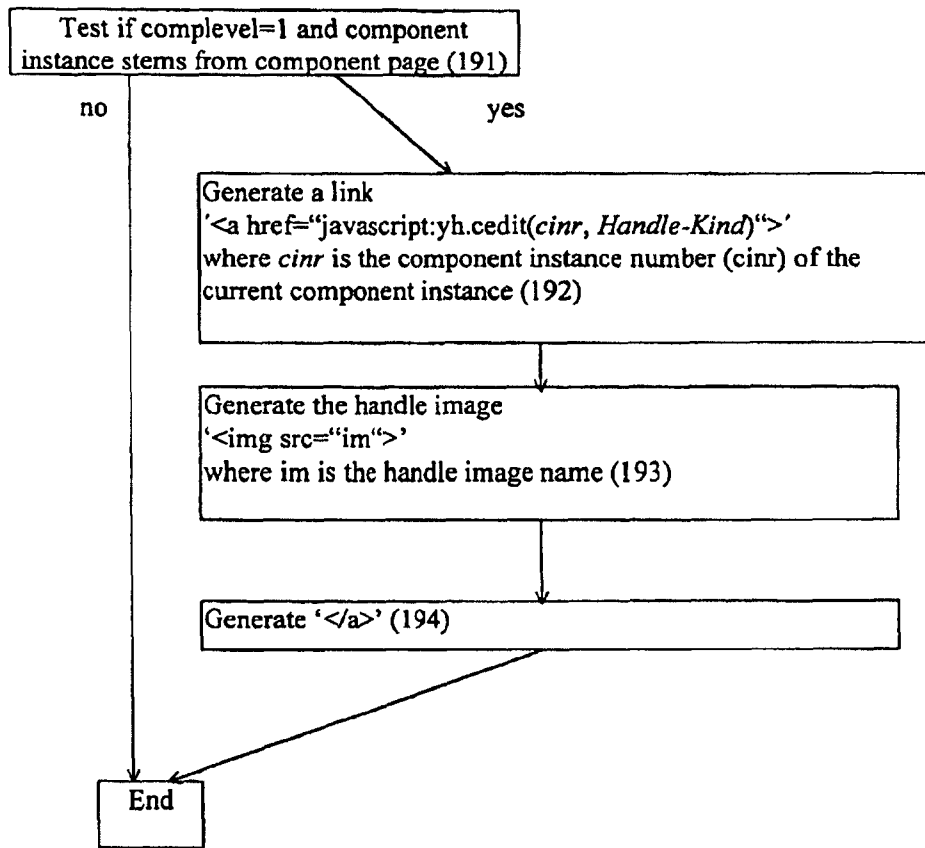 Test if complevel=1 and component
instance stems from component page (191)
no
yes
Generate a link
'<a href=“javascript:yh.cedit(cinr, Handle-Kind)“>'
where cinr is the component instance number (cinr) of the
current component instance (192)
Generate the handle image
‘<img src=“im“>’
where im is the handle image name (193)
Generate ‘</a>’ (194)
End